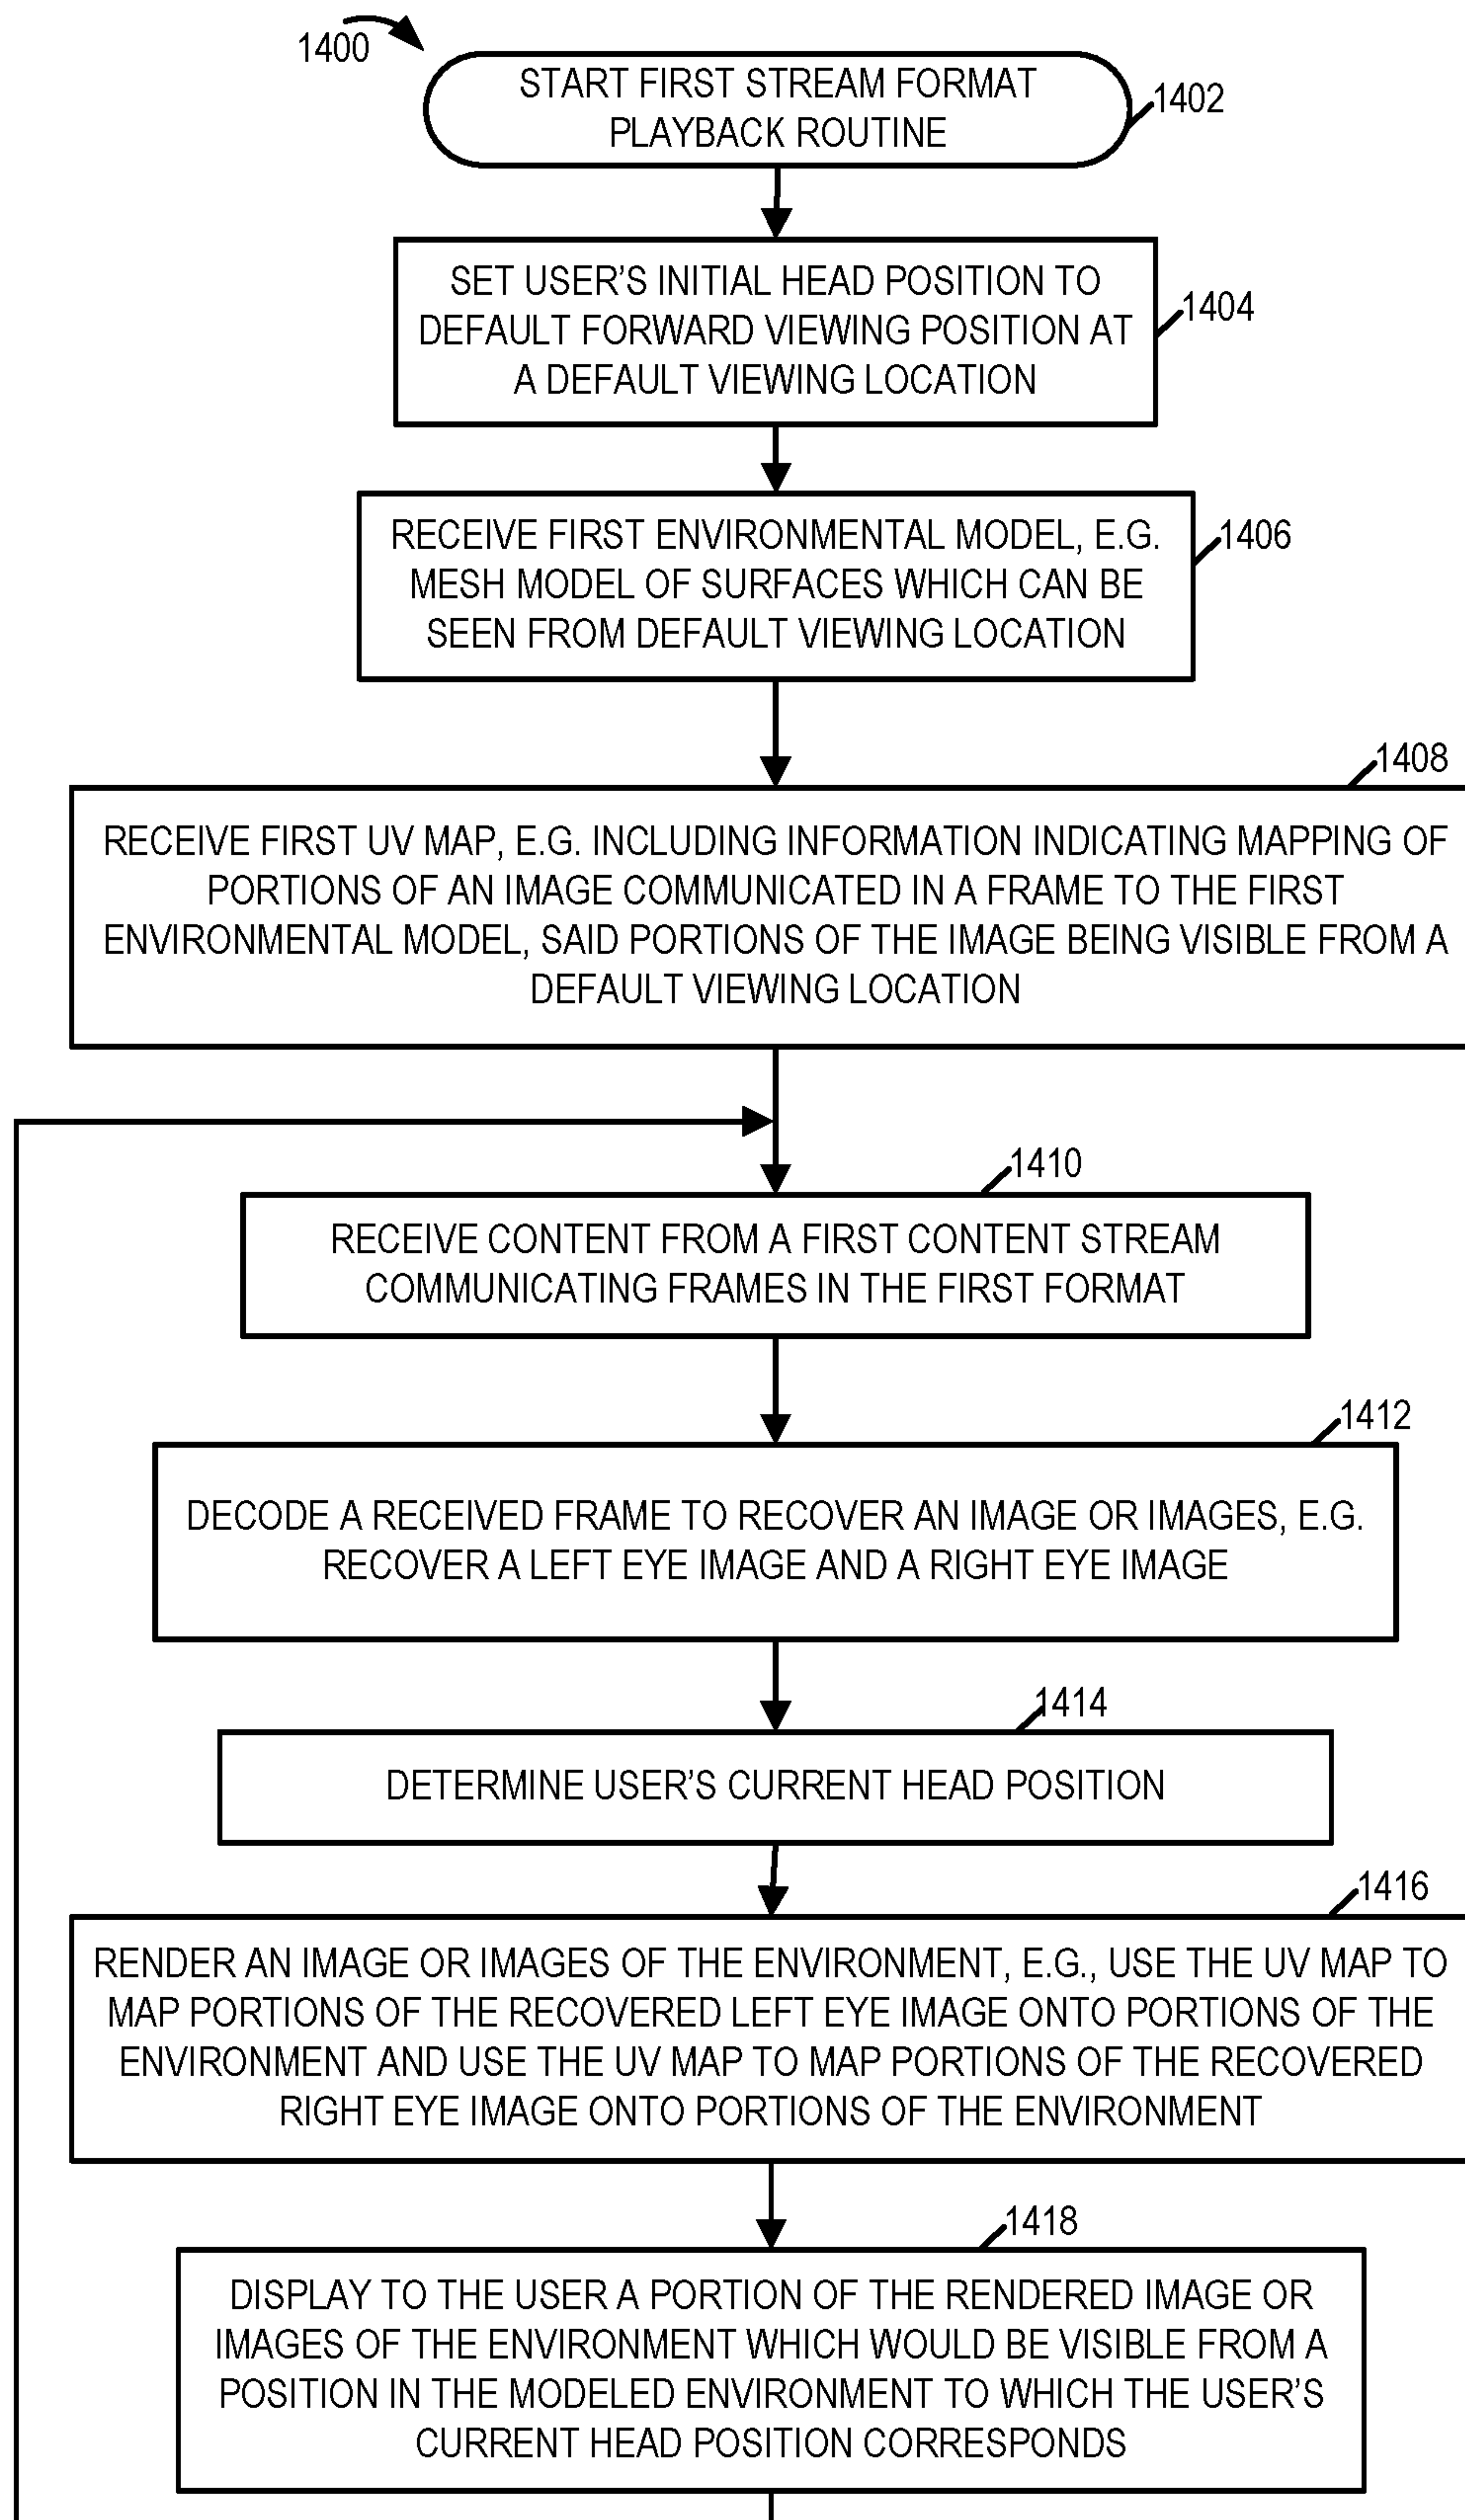 1400
START FIRST STREAM FORMAT
PLAYBACK ROUTINE
1402
SET USER'S INITIAL HEAD POSITION TO
DEFAULT FORWARD VIEWING POSITION AT
A DEFAULT VIEWING LOCATION
1404
RECEIVE FIRST ENVIRONMENTAL MODEL, E.G.
MESH MODEL OF SURFACES WHICH CAN BE
SEEN FROM DEFAULT VIEWING LOCATION
1406
1408
RECEIVE FIRST UV MAP, E.G. INCLUDING INFORMATION INDICATING MAPPING OF
PORTIONS OF AN IMAGE COMMUNICATED IN A FRAME TO THE FIRST
ENVIRONMENTAL MODEL, SAID PORTIONS OF THE IMAGE BEING VISIBLE FROM A
DEFAULT VIEWING LOCATION
1410
RECEIVE CONTENT FROM A FIRST CONTENT STREAM
COMMUNICATING FRAMES IN THE FIRST FORMAT
1412
DECODE A RECEIVED FRAME TO RECOVER AN IMAGE OR IMAGES, E.G.
RECOVER A LEFT EYE IMAGE AND A RIGHT EYE IMAGE
1414
DETERMINE USER'S CURRENT HEAD POSITION
1416
RENDER AN IMAGE OR IMAGES OF THE ENVIRONMENT, E.G., USE THE UV MAP TO
MAP PORTIONS OF THE RECOVERED LEFT EYE IMAGE ONTO PORTIONS OF THE
ENVIRONMENT AND USE THE UV MAP TO MAP PORTIONS OF THE RECOVERED
RIGHT EYE IMAGE ONTO PORTIONS OF THE ENVIRONMENT
1418
DISPLAY TO THE USER A PORTION OF THE RENDERED IMAGE OR
IMAGES OF THE ENVIRONMENT WHICH WOULD BE VISIBLE FROM A
POSITION IN THE MODELED ENVIRONMENT TO WHICH THE USER'S
CURRENT HEAD POSITION CORRESPONDS